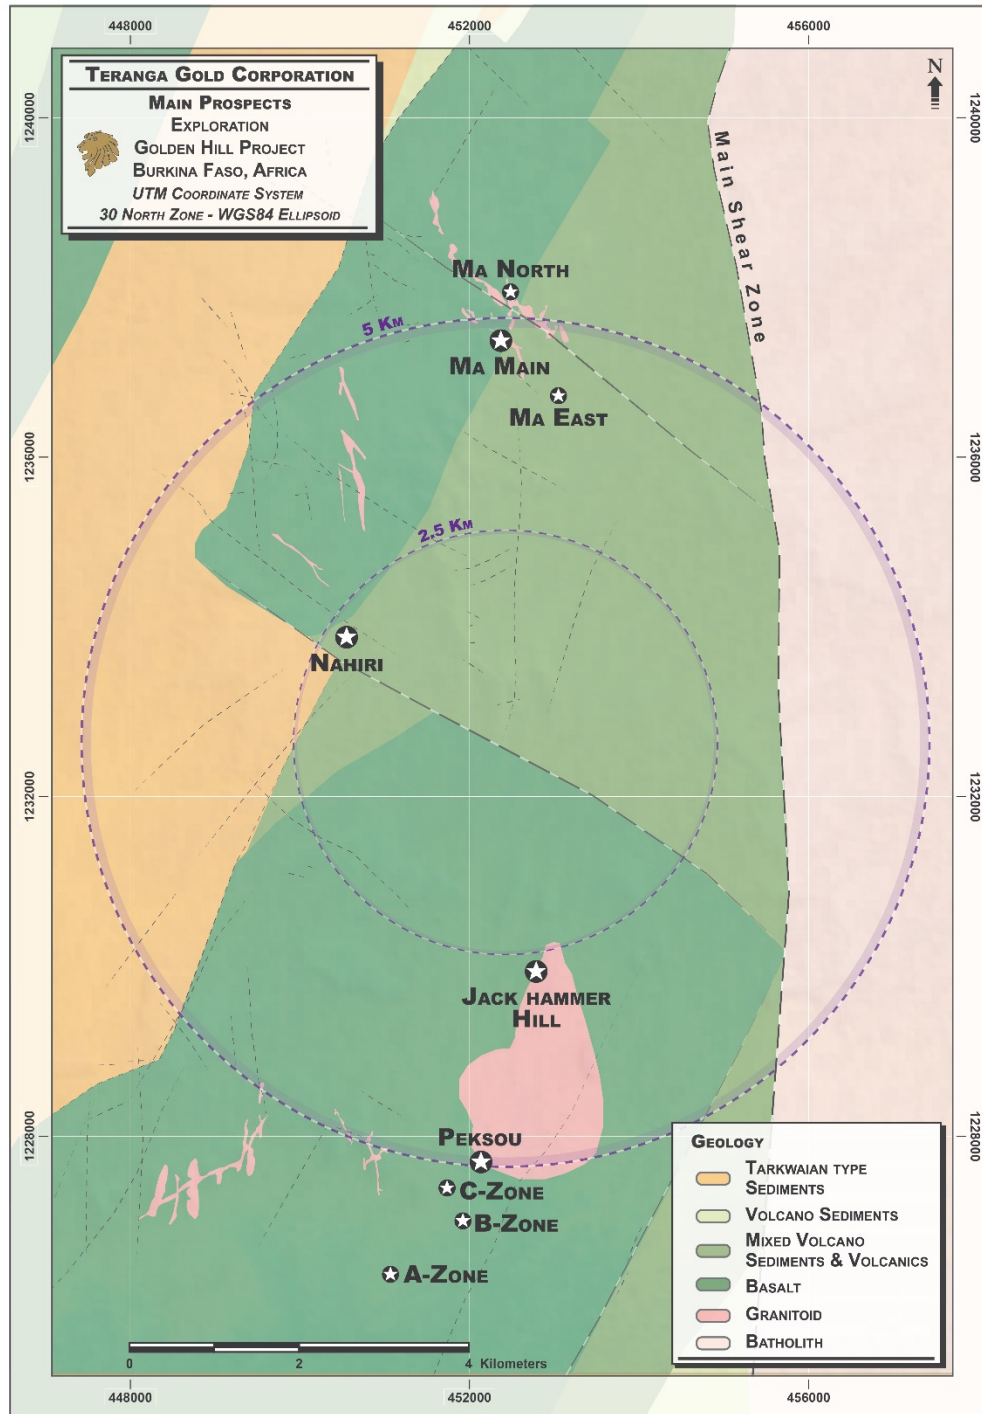 448000
452000
456000
TERANGA GOLD CORPORATION
MAIN PROSPECTS
EXPLORATION
GOLDEN HILL PROJECT
BURKINA FASO, AFRICA
UTM COORDINATE SYSTEM
30 NORTH ZONE - WGS84 ELLIPSOID
N
1240000
1240000
Main Shear Zone
MA NORTH
5 KM
MA MAIN
MA EAST
1236000
1236000
2.5 KM
NAHIRI
1232000
1232000
JACK HAMMER
HILL
1228000
1228000
PEKSOU
C-ZONE
B-ZONE
A-ZONE
GEOLOGY
TARKWAIAN TYPE
SEDIMENTS
VOLCANO SEDIMENTS
MIXED VOLCANO
SEDIMENTS & VOLCANICS
BASALT
GRANITOID
BATHOLITH
0
2
4 Kilometers
448000
452000
456000